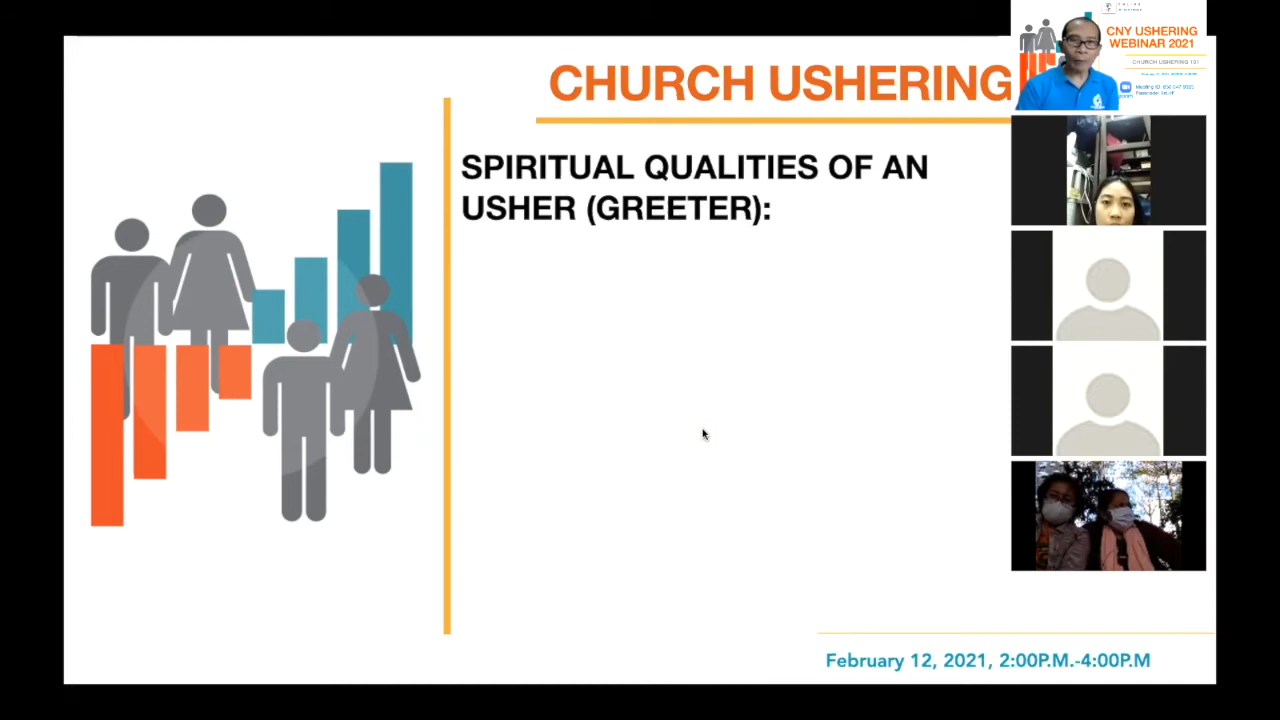 CHURCH USHERING
SPIRITUAL QUALITIES OF AN
USHER (GREETER):
February 12, 2021, 2:00P.M.-4:00P.M
CNY USHERING
WEBINAR 2021
CHURCH USHERING 101